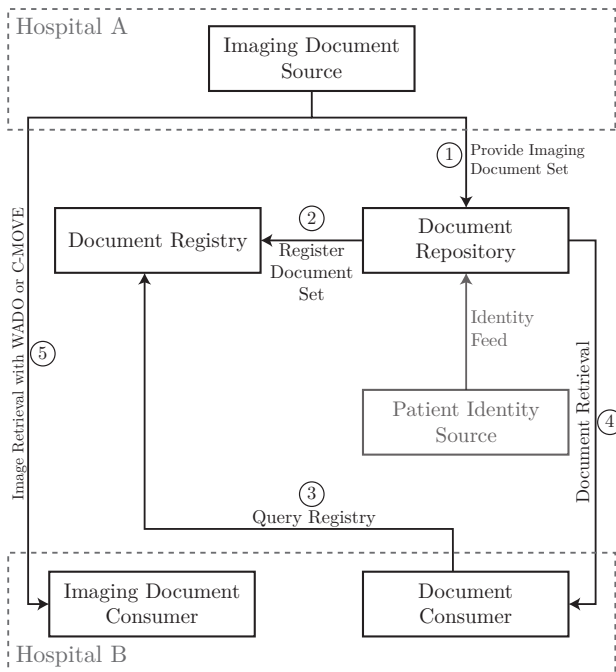 Hospital A
Imaging Document
Source
1
Provide Imaging
Document Set
Document Registry
2
Register
Document
Set
Document
Repository
Identity
Feed
Image Retrieval with WADO or C-MOVE
5
Patient Identity
Source
Document Retrieval
4
3
Query Registry
Imaging Document
Consumer
Document
Consumer
Hospital B